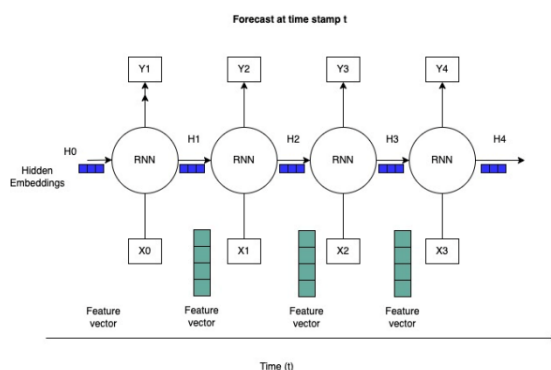 Forecast at time stamp t
Y1 Y2 Y3 Y4
H0 H1 H2 H3 H4
RNN RNN RNN RNN
Hidden
Embeddings
X0 X1 X2 X3
Feature Feature Feature Feature
vector vector vector vector
Time (t)